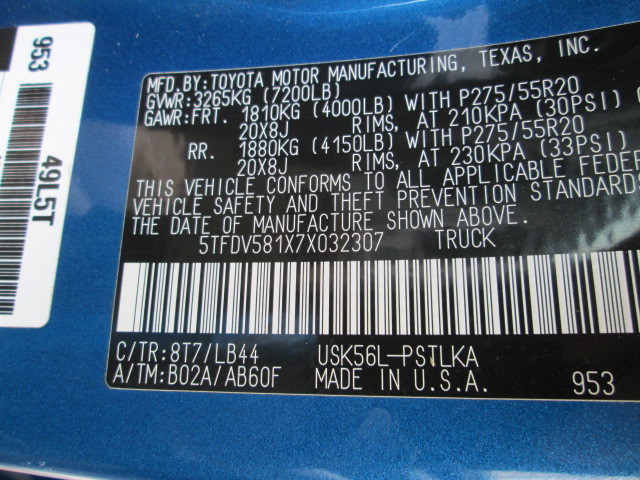 953
49L5T
MFD.BY:TOYOTA MOTOR MANUFACTURING, TEXAS, INC.
GVWR:3265KG (7200LB)
GAWR:FRT. 1810KG (4000LB) WITH P275/55R20
20X8J RIMS, AT 210KPA (30PSI)
RR. 1880KG (4150LB) WITH P275/55R20
20X8J RIMS, AT 230KPA (33PSI)
THIS VEHICLE CONFORMS TO ALL APPLICABLE FEDER
VEHICLE SAFETY AND THEFT PREVENTION STANDARDS
THE DATE OF MANUFACTURE SHOWN ABOVE.
5TFDV581X7X032307 TRUCK
C/TR:8T7/LB44 USK56L-PSTLKA
A/TM:B02A/AB60F MADE IN U.S.A. 953